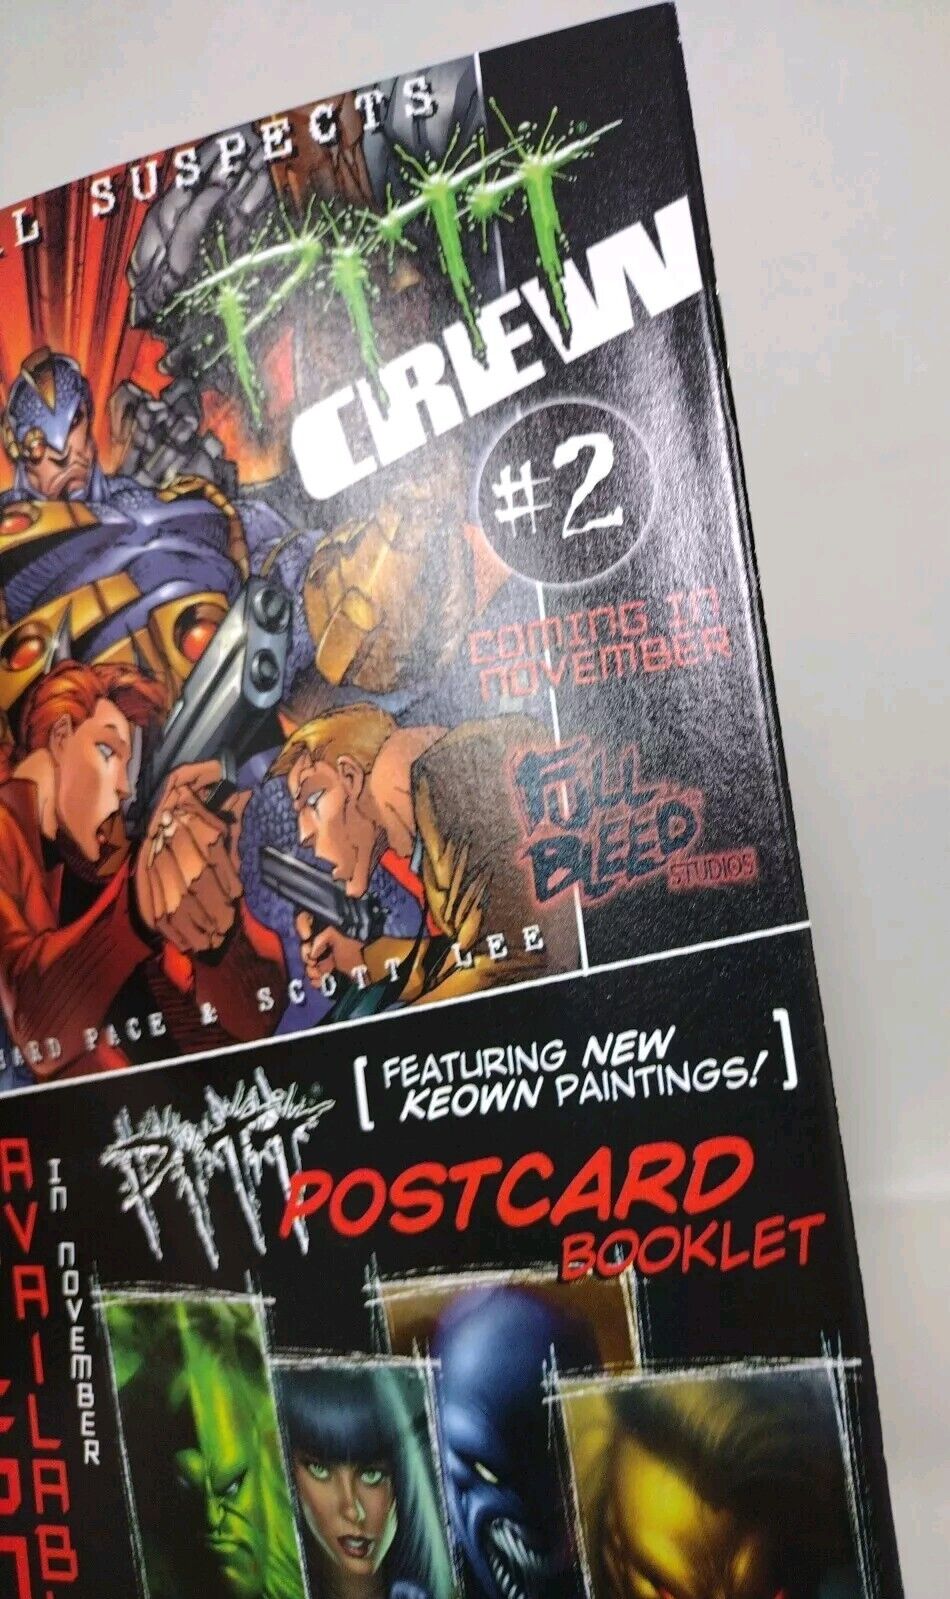 SUSPECTS
PITT
CREW
#2
COMING IN
NOVEMBER
FULL
BLEED
STUDIOS
PACE & SCOTT LEE
[ FEATURING NEW
KEOWN PAINTINGS! ]
PITT
POSTCARD
BOOKLET
IN NOVEMBER